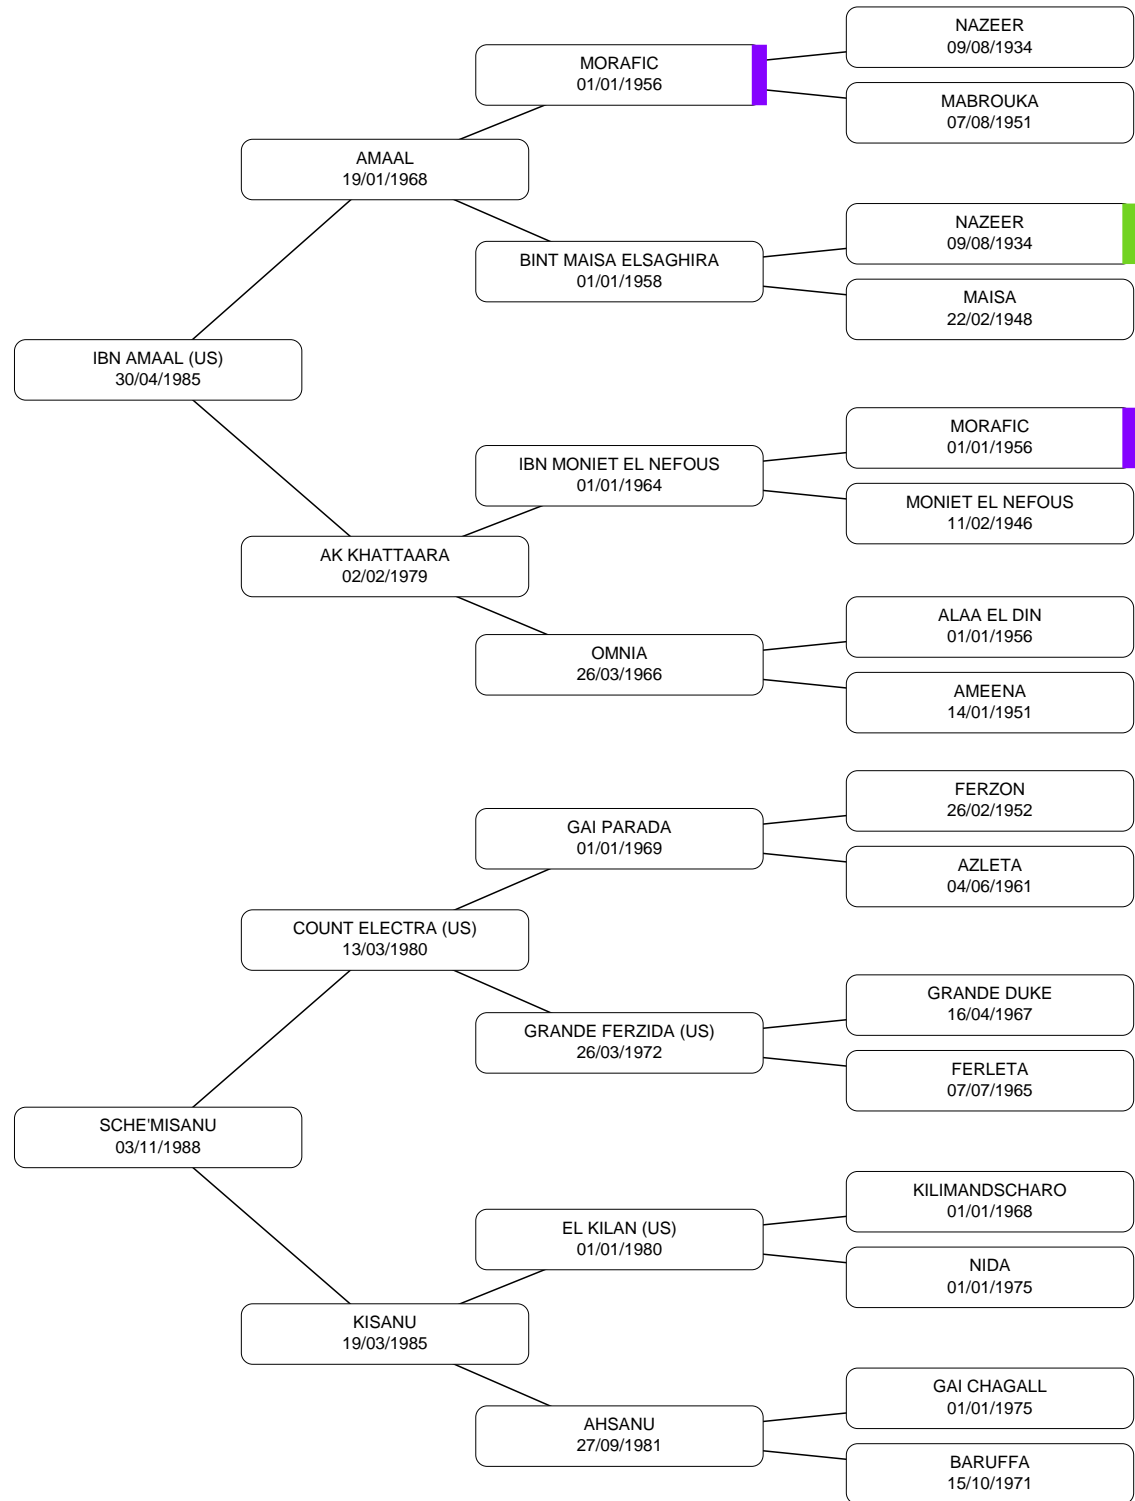 NAZEER
09/08/1934
MORAFIC
01/01/1956
MABROUKA
07/08/1951
AMAAL
19/01/1968
NAZEER
09/08/1934
BINT MAISA ELSAGHIRA
01/01/1958
MAISA
22/02/1948
IBN AMAAL (US)
30/04/1985
MORAFIC
01/01/1956
IBN MONIET EL NEFOUS
01/01/1964
MONIET EL NEFOUS
11/02/1946
AK KHATTAARA
02/02/1979
ALAA EL DIN
01/01/1956
OMNIA
26/03/1966
AMEENA
14/01/1951
FERZON
26/02/1952
GAI PARADA
01/01/1969
AZLETA
04/06/1961
COUNT ELECTRA (US)
13/03/1980
GRANDE DUKE
16/04/1967
GRANDE FERZIDA (US)
26/03/1972
FERLETA
07/07/1965
SCHE'MISANU
03/11/1988
KILIMANDSCHARO
01/01/1968
EL KILAN (US)
01/01/1980
NIDA
01/01/1975
KISANU
19/03/1985
GAI CHAGALL
01/01/1975
AHSANU
27/09/1981
BARUFFA
15/10/1971